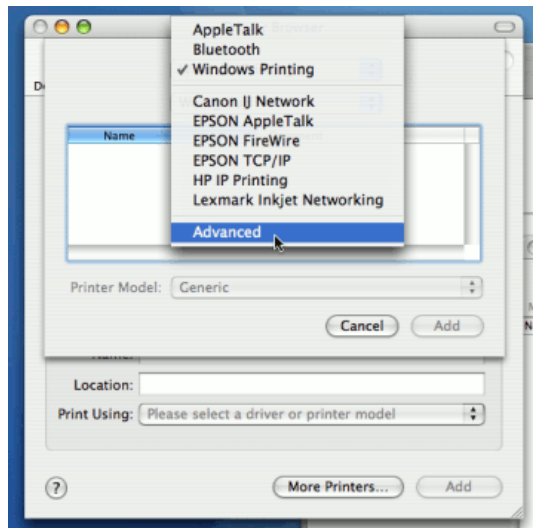 AppleTalk
Bluetooth
✓ Windows Printing
Canon IJ Network
EPSON AppleTalk
EPSON FireWire
EPSON TCP/IP
HP IP Printing
Lexmark Inkjet Networking
Advanced
Name
Printer Model: Generic
Cancel Add
Location:
Print Using: Please select a driver or printer model
? More Printers... Add